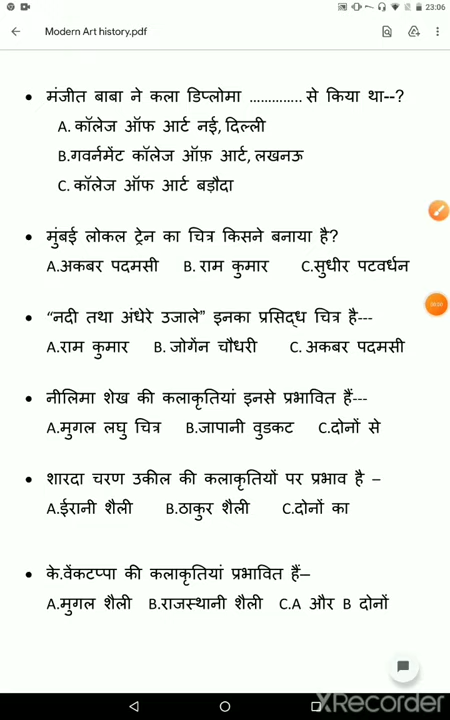 23:06
Modern Art history.pdf
• मंजीत बाबा ने कला डिप्लोमा .............. से किया था--?
A. कॉलेज ऑफ आर्ट नई, दिल्ली
B.गवर्नमेंट कॉलेज ऑफ़ आर्ट, लखनऊ
C. कॉलेज ऑफ आर्ट बड़ौदा
• मुंबई लोकल ट्रेन का चित्र किसने बनाया है?
A.अकबर पदमसी B. राम कुमार C.सुधीर पटवर्धन
• “नदी तथा अंधेरे उजाले” इनका प्रसिद्ध चित्र है---
A.राम कुमार B. जोगेंन चौधरी C. अकबर पदमसी
• नीलिमा शेख की कलाकृतियां इनसे प्रभावित हैं---
A.मुगल लघु चित्र B.जापानी वुडकट C.दोनों से
• शारदा चरण उकील की कलाकृतियों पर प्रभाव है –
A.ईरानी शैली B.ठाकुर शैली C.दोनों का
• के.वेंकटप्पा की कलाकृतियां प्रभावित हैं–
A.मुगल शैली B.राजस्थानी शैली C.A और B दोनों
XRecorder